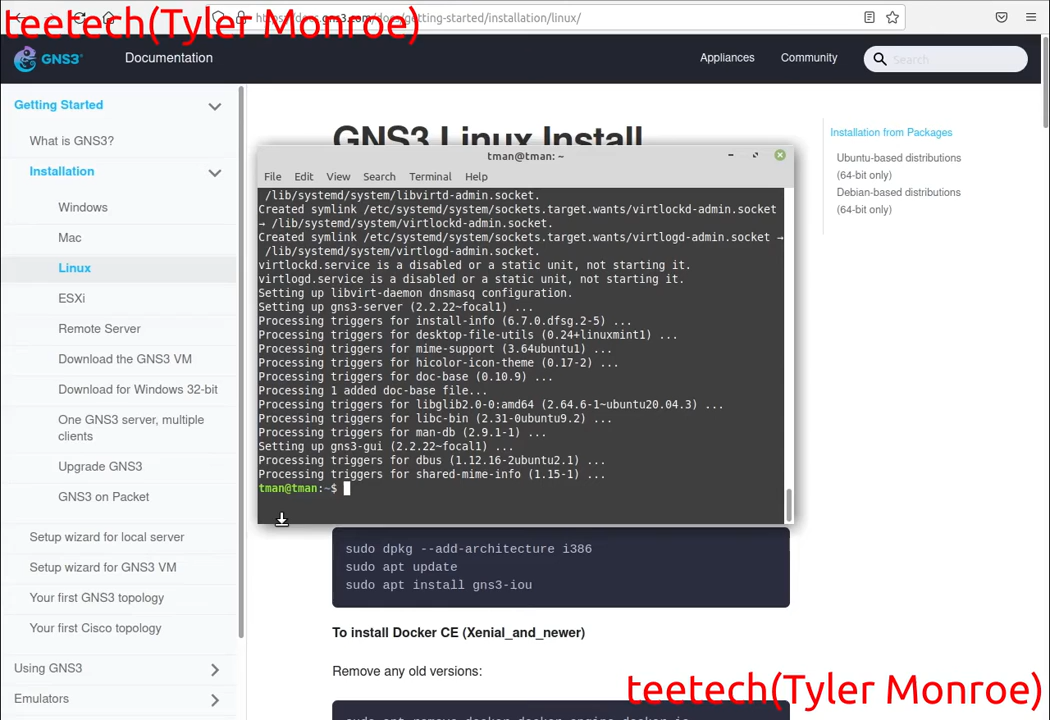 teetech(Tyler Monroe)
https://docs.gns3.com/docs/getting-started/installation/linux/
GNS3
Documentation
Appliances
Community
Search
Getting Started
What is GNS3?
Installation
Windows
Mac
Linux
ESXi
Remote Server
Download the GNS3 VM
Download for Windows 32-bit
One GNS3 server, multiple
clients
Upgrade GNS3
GNS3 on Packet
Setup wizard for local server
Setup wizard for GNS3 VM
Your first GNS3 topology
Your first Cisco topology
Using GNS3
Emulators
GNS3 Linux Install
Installation from Packages
Ubuntu-based distributions
(64-bit only)
Debian-based distributions
(64-bit only)
tman@tman: ~
File Edit View Search Terminal Help
/lib/systemd/system/libvirtd-admin.socket.
Created symlink /etc/systemd/system/sockets.target.wants/virtlockd-admin.socket
→ /lib/systemd/system/virtlockd-admin.socket.
Created symlink /etc/systemd/system/sockets.target.wants/virtlogd-admin.socket →
/lib/systemd/system/virtlogd-admin.socket.
virtlockd.service is a disabled or a static unit, not starting it.
virtlogd.service is a disabled or a static unit, not starting it.
Setting up libvirt-daemon dnsmasq configuration.
Setting up gns3-server (2.2.22~focal1) ...
Processing triggers for install-info (6.7.0.dfsg.2-5) ...
Processing triggers for desktop-file-utils (0.24+linuxmint1) ...
Processing triggers for mime-support (3.64ubuntu1) ...
Processing triggers for hicolor-icon-theme (0.17-2) ...
Processing triggers for doc-base (0.10.9) ...
Processing 1 added doc-base file...
Processing triggers for libglib2.0-0:amd64 (2.64.6-1~ubuntu20.04.3) ...
Processing triggers for libc-bin (2.31-0ubuntu9.2) ...
Processing triggers for man-db (2.9.1-1) ...
Setting up gns3-gui (2.2.22~focal1) ...
Processing triggers for dbus (1.12.16-2ubuntu2.1) ...
Processing triggers for shared-mime-info (1.15-1) ...
tman@tman:~$
sudo dpkg --add-architecture i386
sudo apt update
sudo apt install gns3-iou
To install Docker CE (Xenial_and_newer)
Remove any old versions:
teetech(Tyler Monroe)